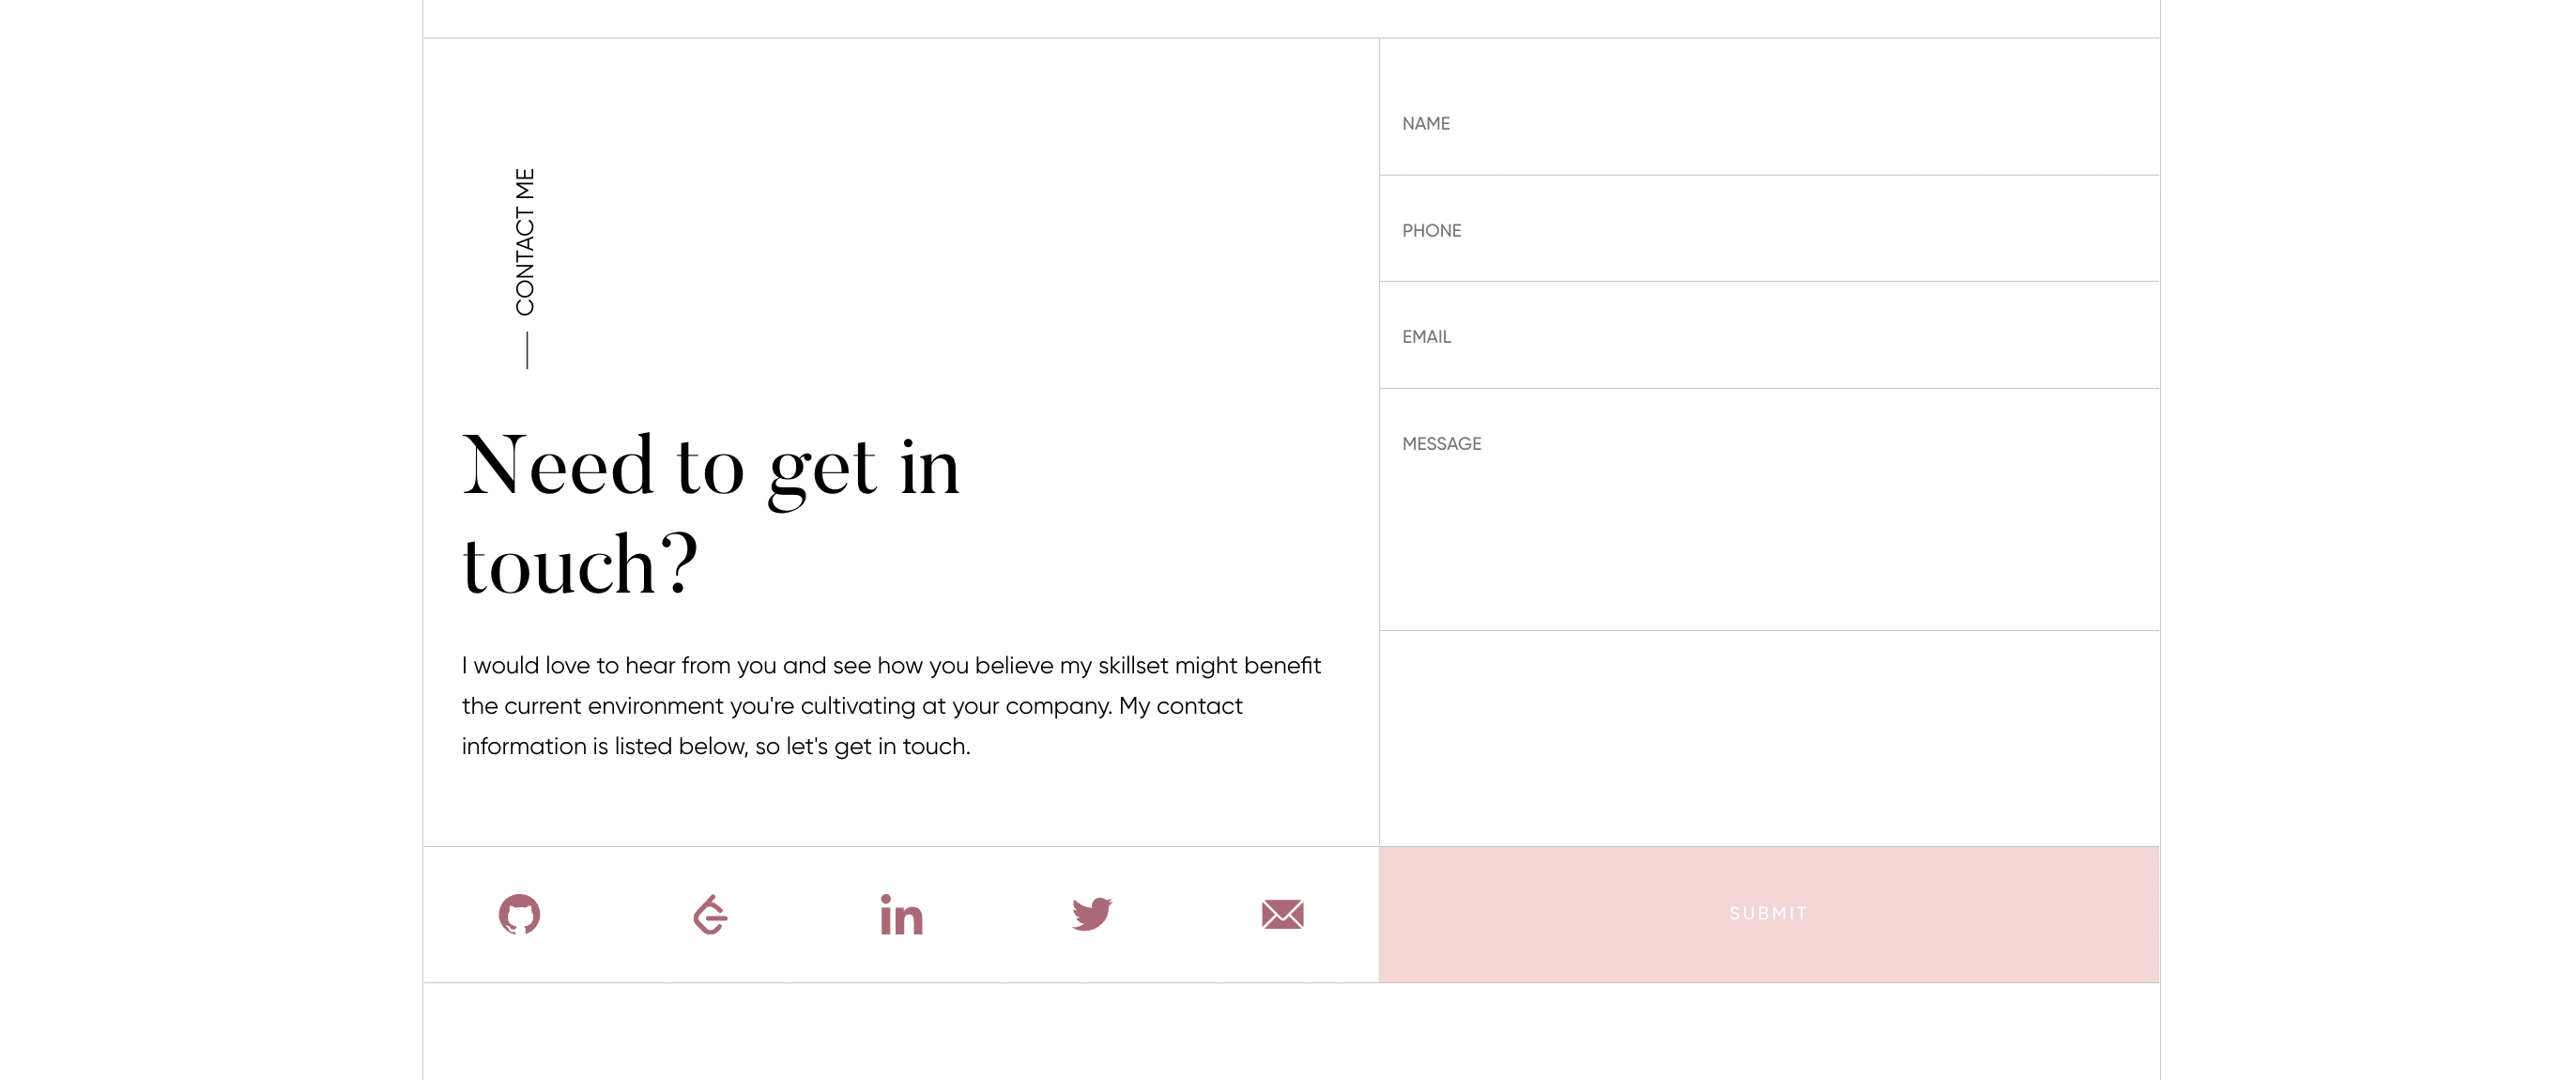 CONTACT ME
Need to get in
touch?
I would love to hear from you and see how you believe my skillset might benefit
the current environment you're cultivating at your company. My contact
information is listed below, so let's get in touch.
in
NAME
PHONE
EMAIL
MESSAGE
SUBMIT